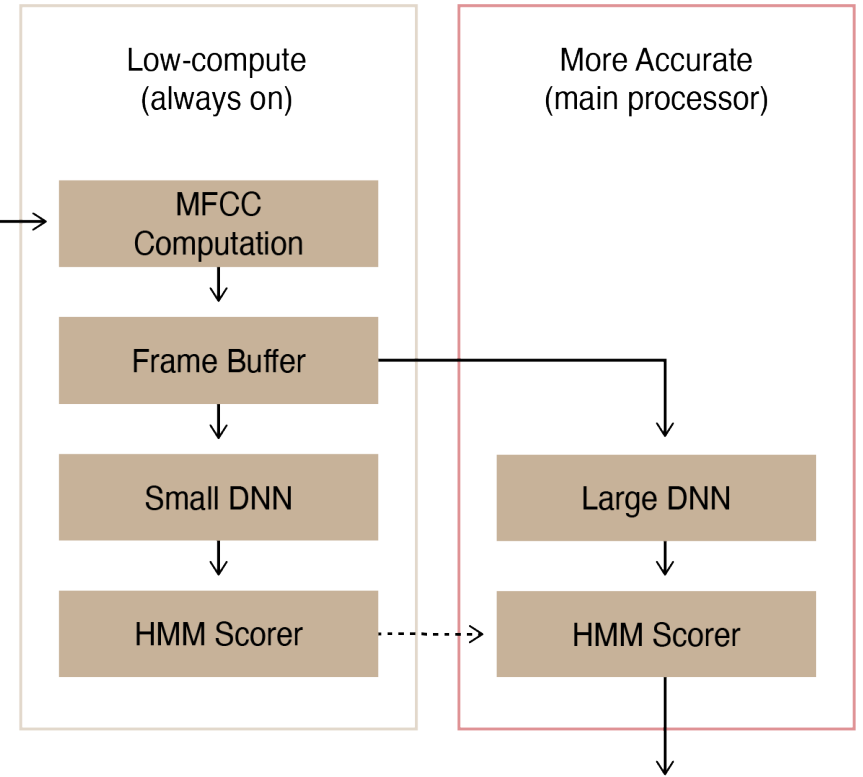 Low-compute
(always on)
MFCC
Computation
Frame Buffer
Small DNN
HMM Scorer
More Accurate
(main processor)
Large DNN
HMM Scorer